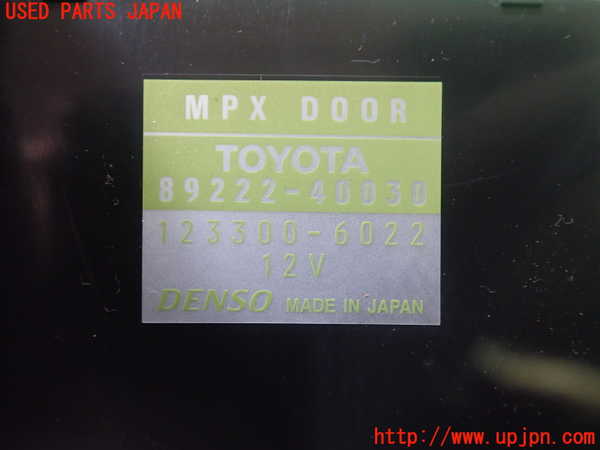 USED PARTS JAPAN
MPX DOOR
TOYOTA
89222-40030
123300-6022
12V
DENSO MADE IN JAPAN
http://www.upjpn.com/